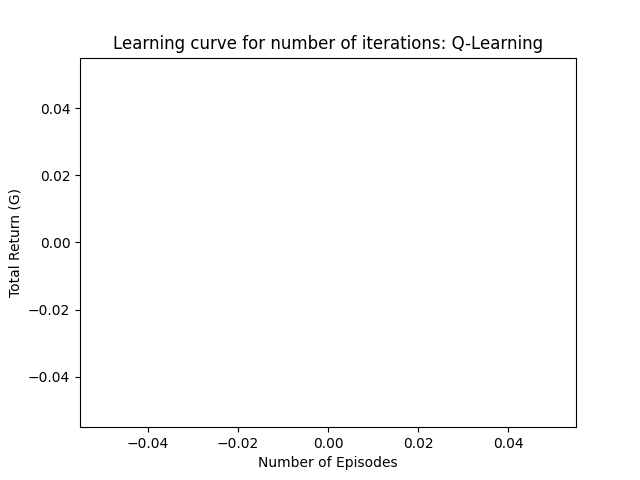 Learning curve for number of iterations: Q-Learning
Total Return (G)
0.04
0.02
0.00
−0.02
−0.04
−0.04 −0.02 0.00 0.02 0.04
Number of Episodes